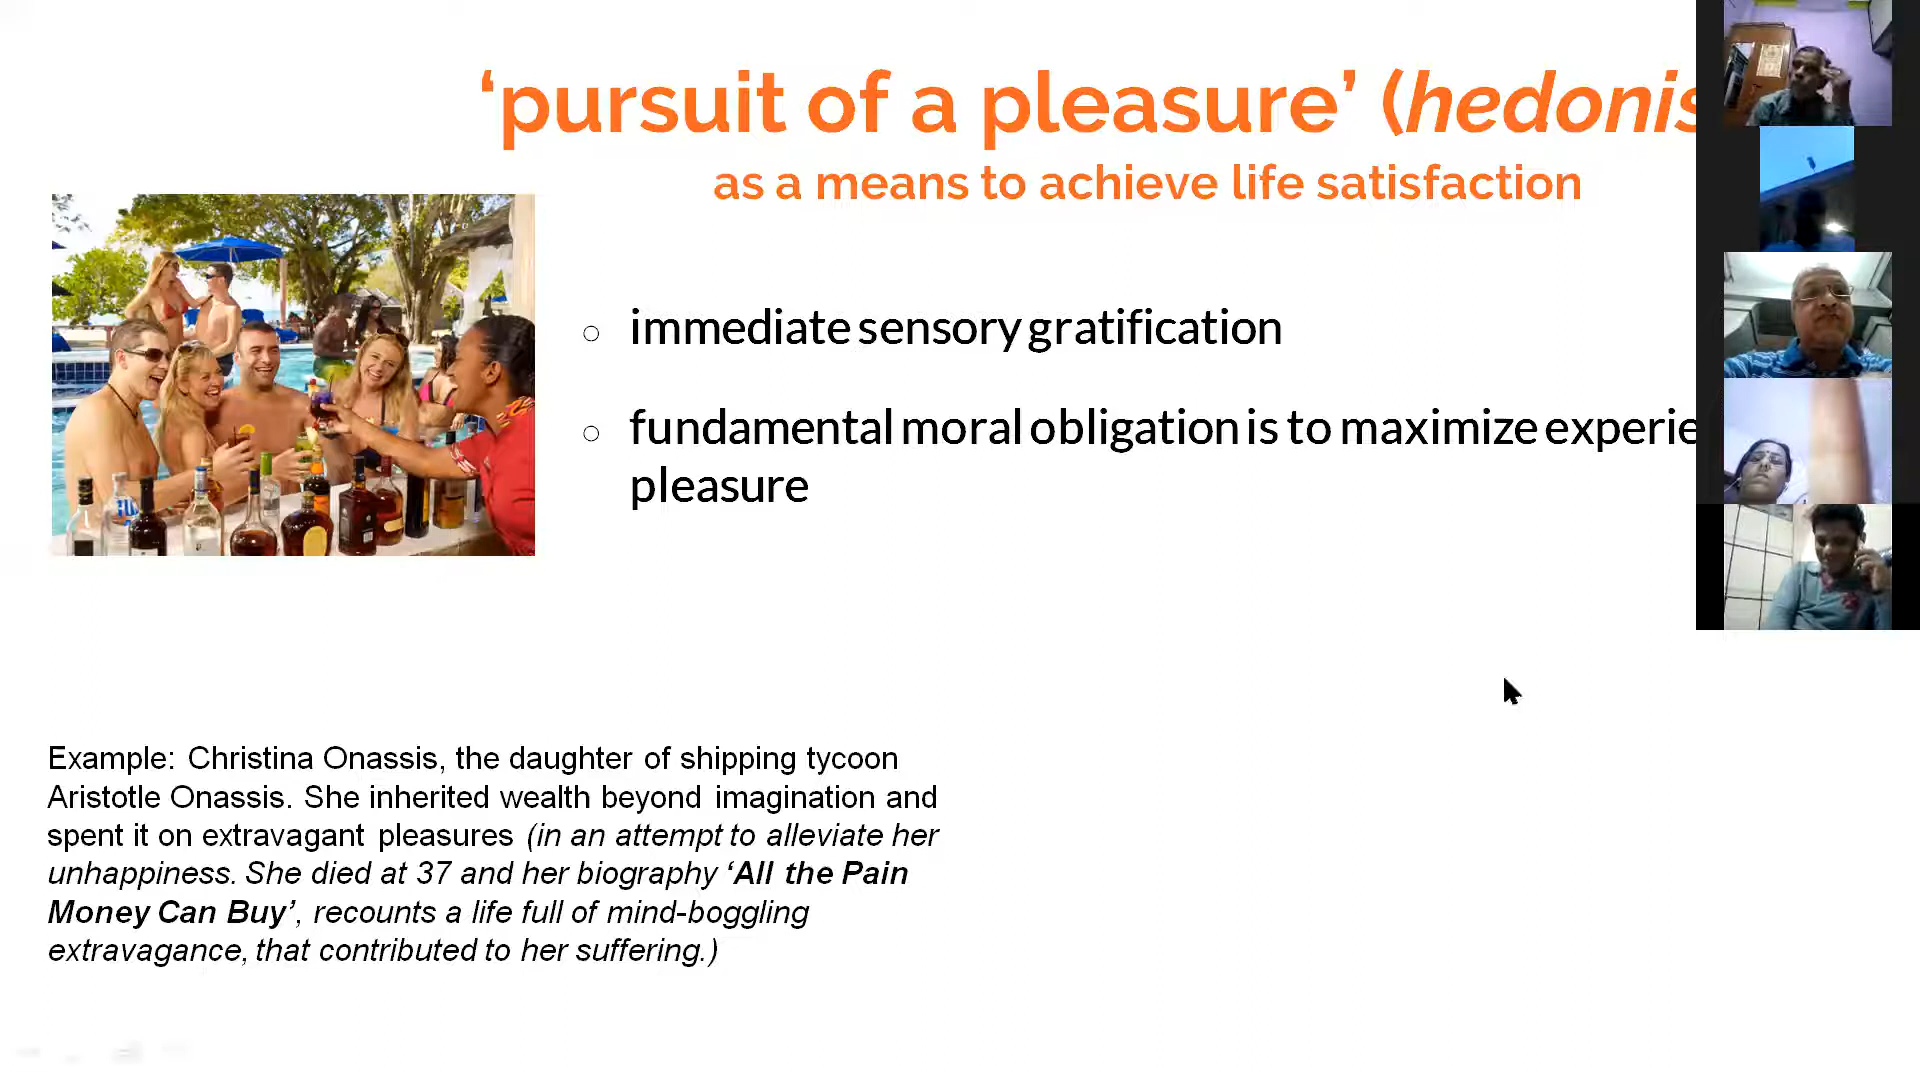 ‘pursuit of a pleasure’ (hedonis
as a means to achieve life satisfaction
○ immediate sensory gratification
○ fundamental moral obligation is to maximize experie
pleasure
Example: Christina Onassis, the daughter of shipping tycoon
Aristotle Onassis. She inherited wealth beyond imagination and
spent it on extravagant pleasures (in an attempt to alleviate her
unhappiness. She died at 37 and her biography ‘All the Pain
Money Can Buy’, recounts a life full of mind-boggling
extravagance, that contributed to her suffering.)